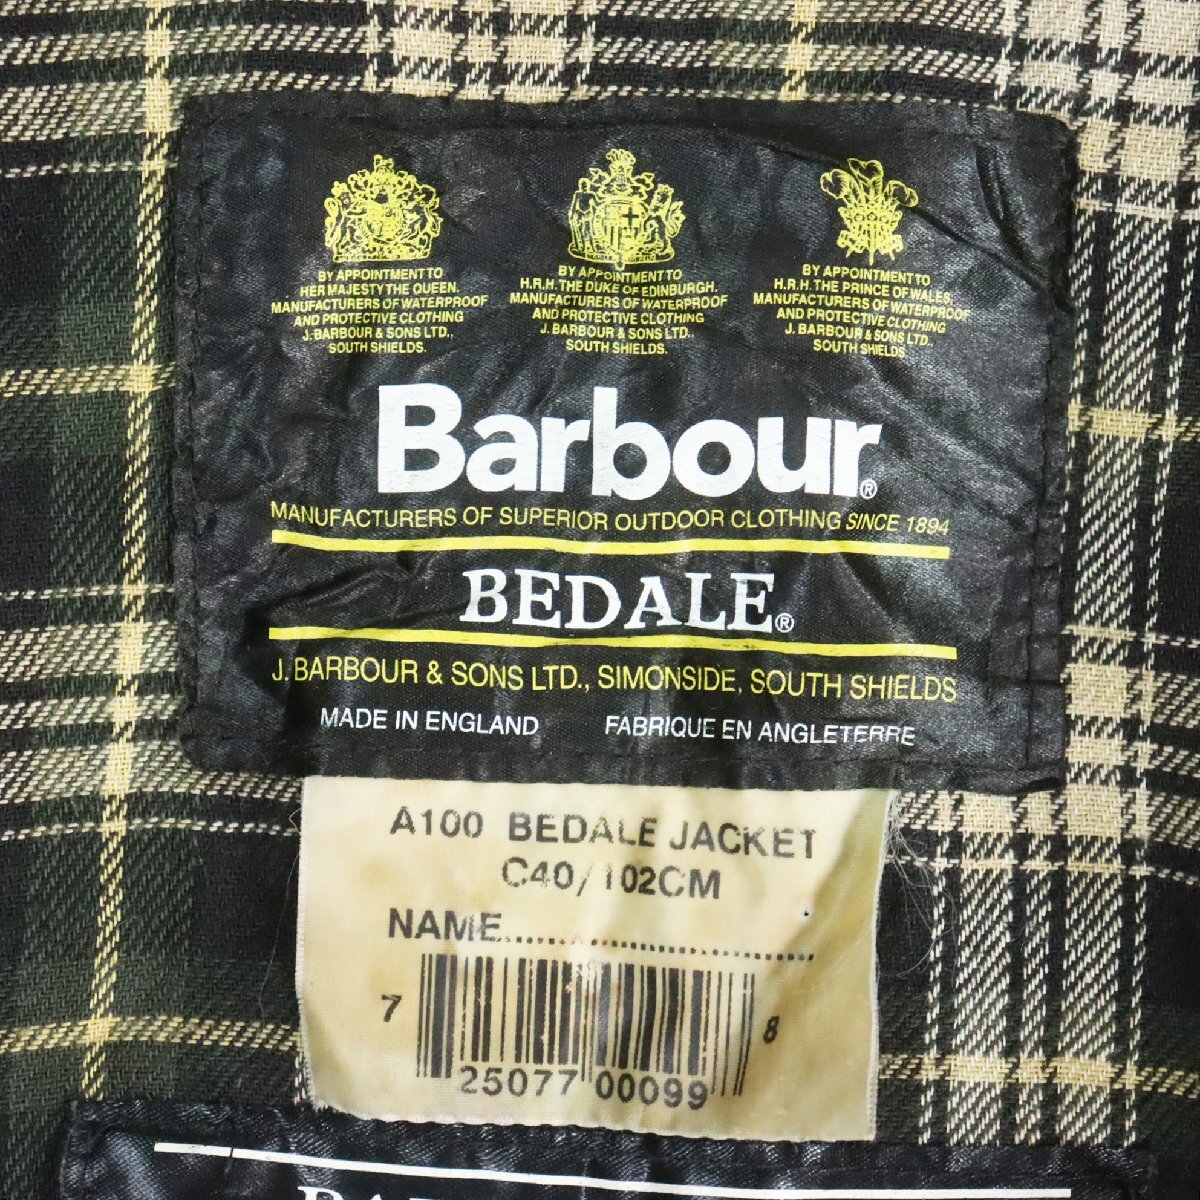 BY APPOINTMENT TO
HER MAJESTY THE QUEEN.
MANUFACTURERS OF WATERPROOF
AND PROTECTIVE CLOTHING
J. BARBOUR & SONS LTD.,
SOUTH SHIELDS.
BY APPOINTMENT TO
H.R.H. THE DUKE OF EDINBURGH.
MANUFACTURERS OF WATERPROOF
AND PROTECTIVE CLOTHING
J. BARBOUR & SONS LTD.,
SOUTH SHIELDS.
BY APPOINTMENT TO
H.R.H. THE PRINCE OF WALES.
MANUFACTURERS OF WATERPROOF
AND PROTECTIVE CLOTHING
J. BARBOUR & SONS LTD.
SOUTH SHIELDS.
Barbour®
MANUFACTURERS OF SUPERIOR OUTDOOR CLOTHING SINCE 1894
BEDALE®
J. BARBOUR & SONS LTD., SIMONSIDE, SOUTH SHIELDS
MADE IN ENGLAND FABRIQUE EN ANGLETERRE
A100 BEDALE JACKET
C40/102CM
NAME..............................
7 25077 00099 8